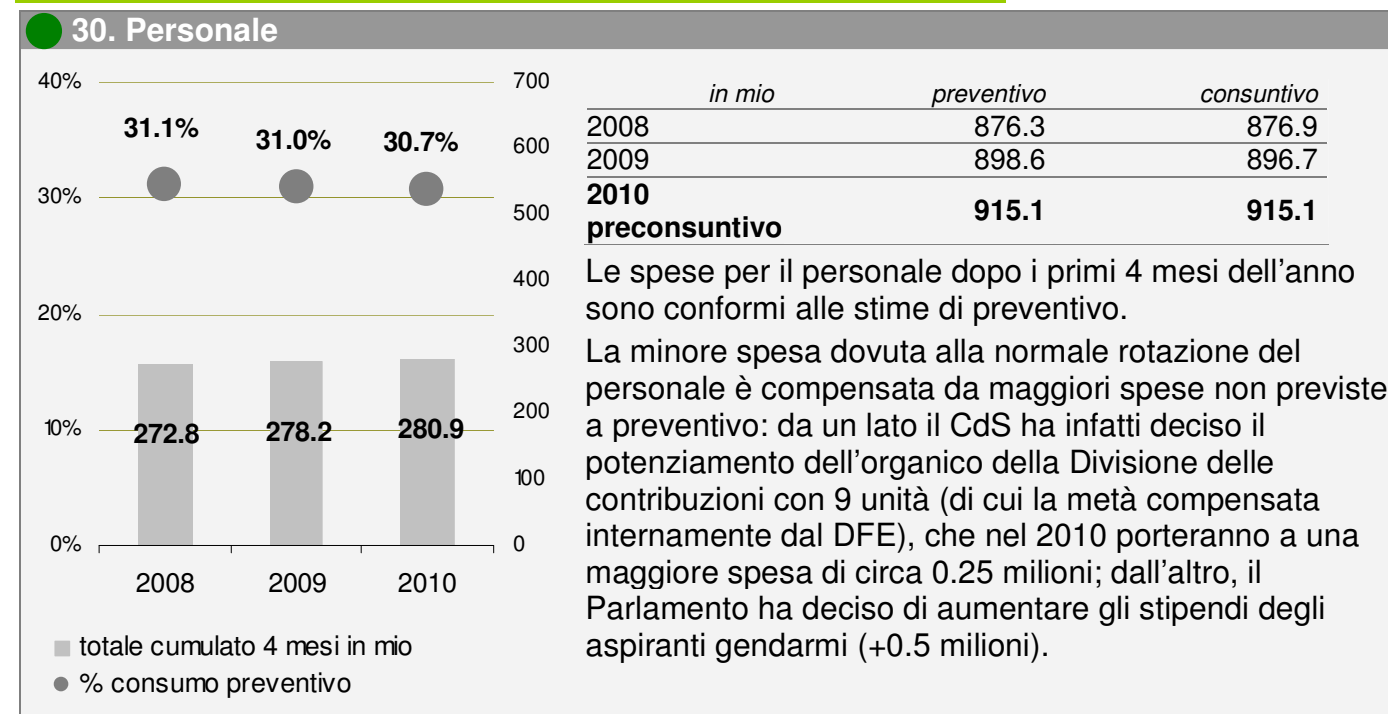 30. Personale
40%
30%
20%
10%
0%
31.1%
31.0%
30.7%
272.8
278.2
280.9
700
600
500
400
300
200
100
0
2008
2009
2010
totale cumulato 4 mesi in mio
% consumo preventivo
in mio preventivo consuntivo
2008 876.3 876.9
2009 898.6 896.7
2010
preconsuntivo 915.1 915.1
Le spese per il personale dopo i primi 4 mesi dell'anno
sono conformi alle stime di preventivo.
La minore spesa dovuta alla normale rotazione del
personale è compensata da maggiori spese non previste
a preventivo: da un lato il CdS ha infatti deciso il
potenziamento dell'organico della Divisione delle
contribuzioni con 9 unità (di cui la metà compensata
internamente dal DFE), che nel 2010 porteranno a una
maggiore spesa di circa 0.25 milioni; dall'altro, il
Parlamento ha deciso di aumentare gli stipendi degli
aspiranti gendarmi (+0.5 milioni).